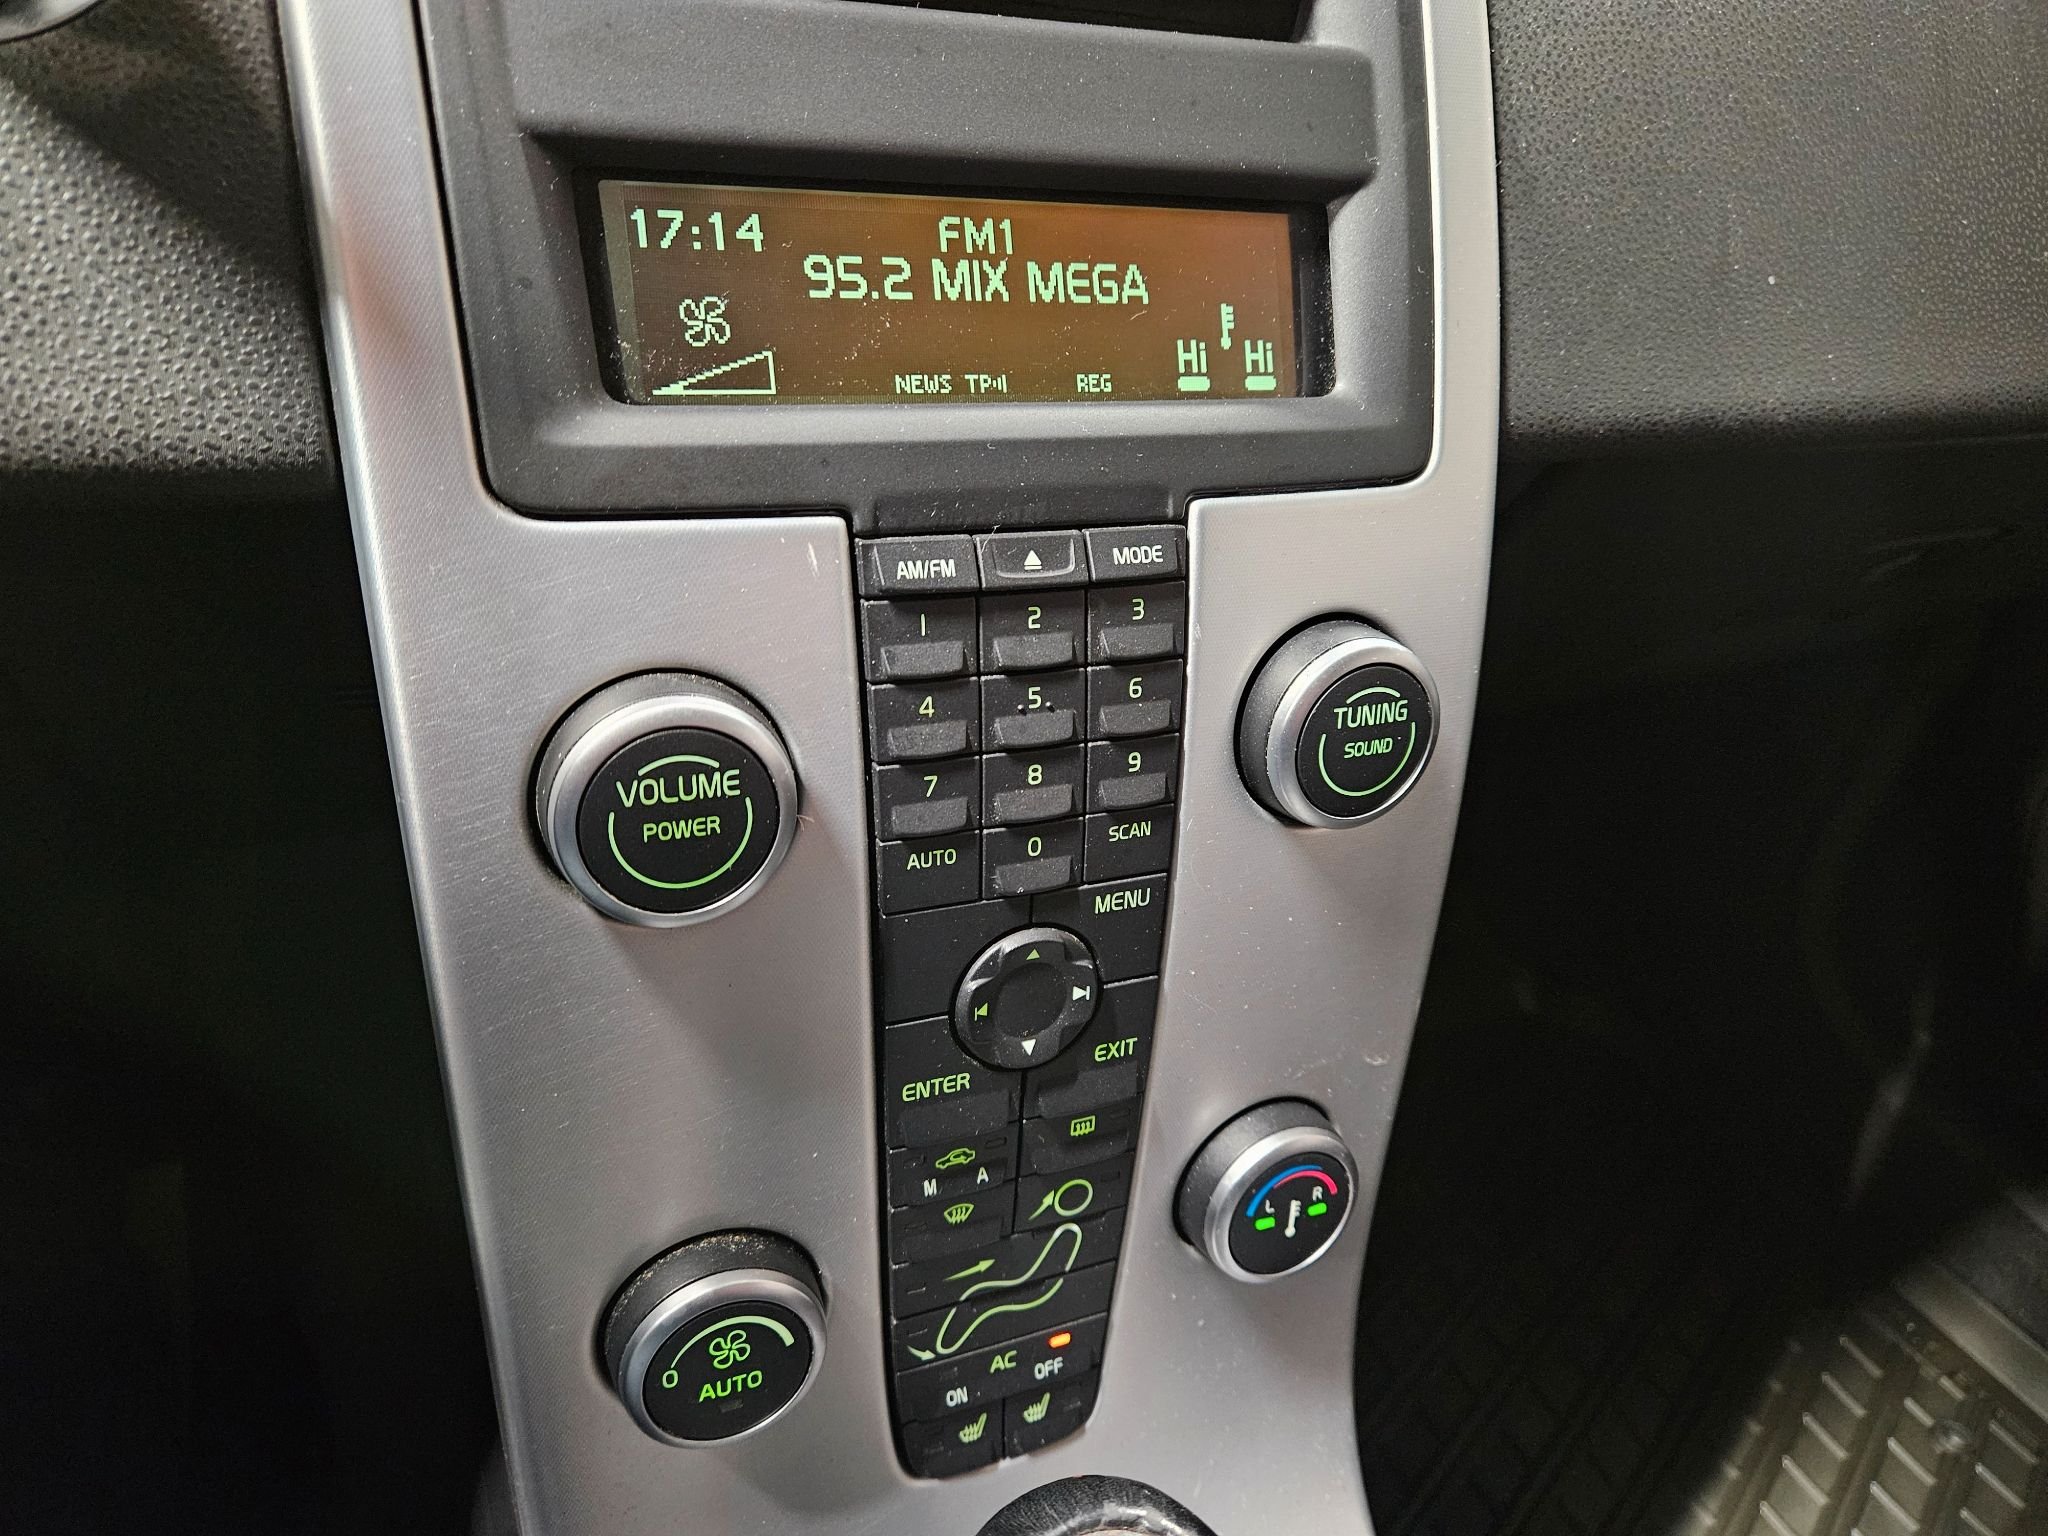 17:14
FM1
95.2 MIX MEGA
Hi Hi
NEWS TP REG
AM/FM MODE
1 2 3
4 5 6
7 8 9
AUTO 0 SCAN
VOLUME
POWER
TUNING
SOUND
MENU
ENTER EXIT
M A
L R
0 AUTO
AC
ON OFF